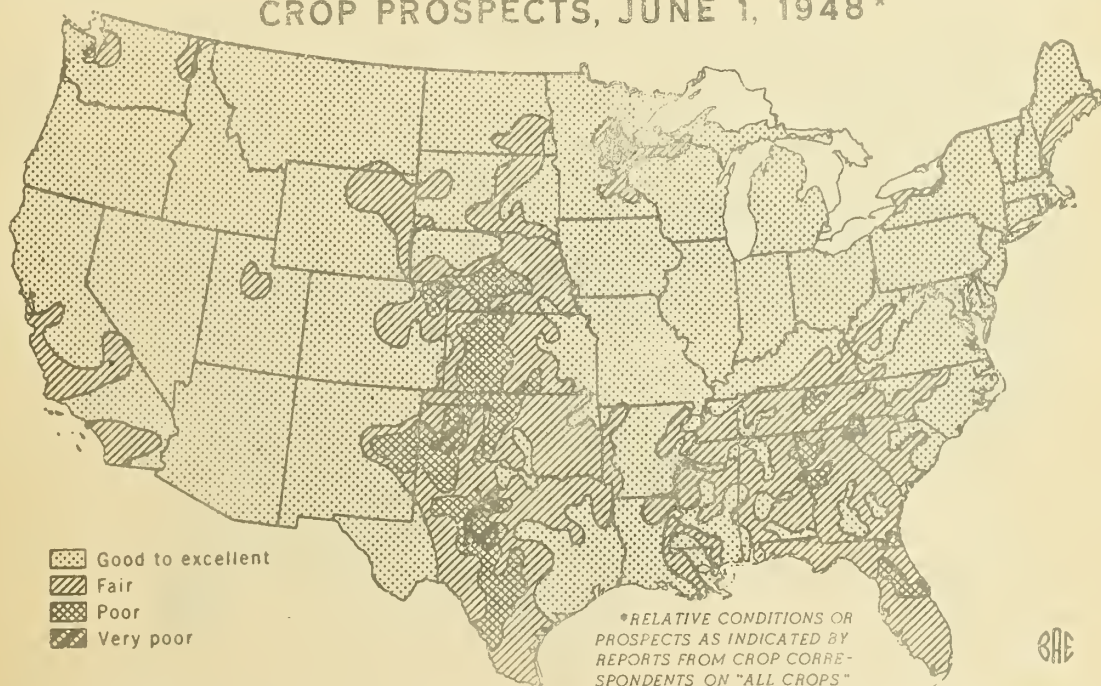 CROP PROSPECTS, JUNE 1, 1948*
Good to excellent
Fair
Poor
Very poor
*RELATIVE CONDITIONS OR
PROSPECTS AS INDICATED BY
REPORTS FROM CROP CORRE-
SPONDENTS ON "ALL CROPS"
BAE